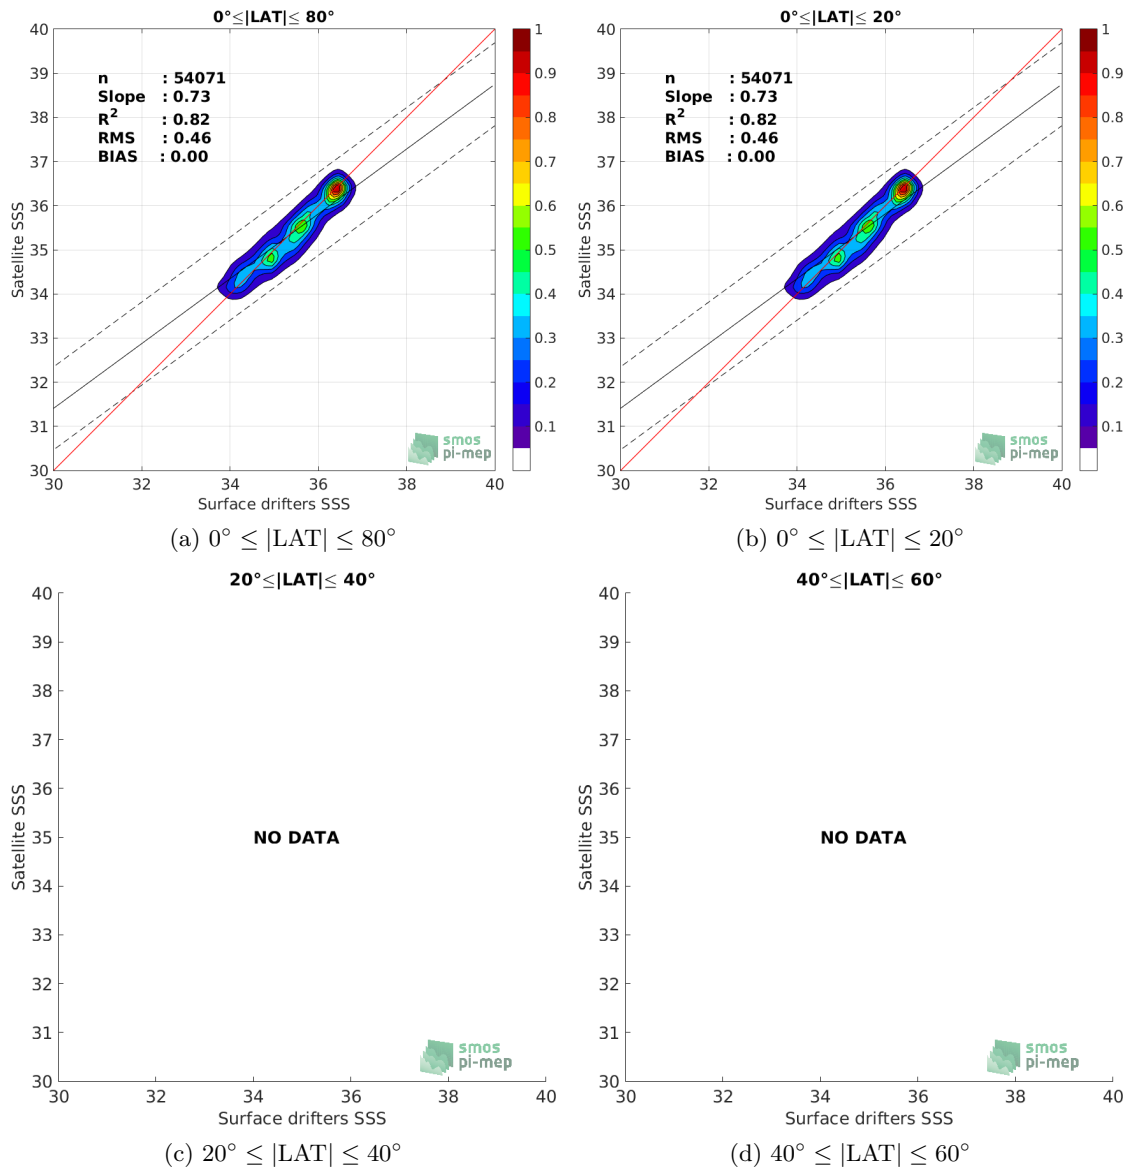 0°≤|LAT|≤ 80°
40
39
38
37
36
35
34
33
32
31
30
Satellite SSS
n : 54071
Slope : 0.73
R² : 0.82
RMS : 0.46
BIAS : 0.00
1
0.9
0.8
0.7
0.6
0.5
0.4
0.3
0.2
0.1
smos
pi-mep
30 32 34 36 38 40
Surface drifters SSS
(a) 0° ≤ |LAT| ≤ 80°
0°≤|LAT|≤ 20°
40
39
38
37
36
35
34
33
32
31
30
Satellite SSS
n : 54071
Slope : 0.73
R² : 0.82
RMS : 0.46
BIAS : 0.00
1
0.9
0.8
0.7
0.6
0.5
0.4
0.3
0.2
0.1
smos
pi-mep
30 32 34 36 38 40
Surface drifters SSS
(b) 0° ≤ |LAT| ≤ 20°
20°≤|LAT|≤ 40°
40
39
38
37
36
35
34
33
32
31
30
Satellite SSS
NO DATA
smos
pi-mep
30 32 34 36 38 40
Surface drifters SSS
(c) 20° ≤ |LAT| ≤ 40°
40°≤|LAT|≤ 60°
40
39
38
37
36
35
34
33
32
31
30
Satellite SSS
NO DATA
smos
pi-mep
30 32 34 36 38 40
Surface drifters SSS
(d) 40° ≤ |LAT| ≤ 60°